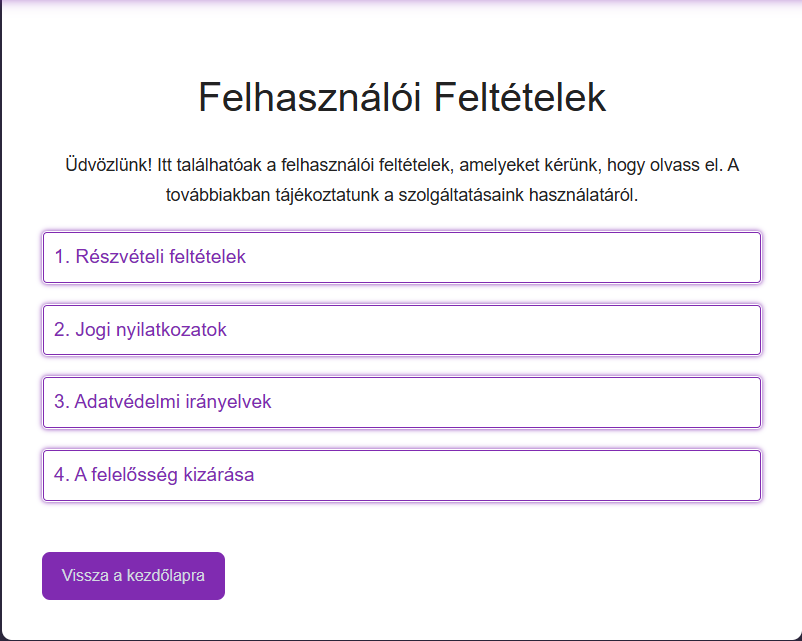 Felhasználói Feltételek
Üdvözlünk! Itt találhatóak a felhasználói feltételek, amelyeket kérünk, hogy olvass el. A
továbbiakban tájékoztatunk a szolgáltatásaink használatáról.
1. Részvételi feltételek
2. Jogi nyilatkozatok
3. Adatvédelmi irányelvek
4. A felelősség kizárása
Vissza a kezdőlapra